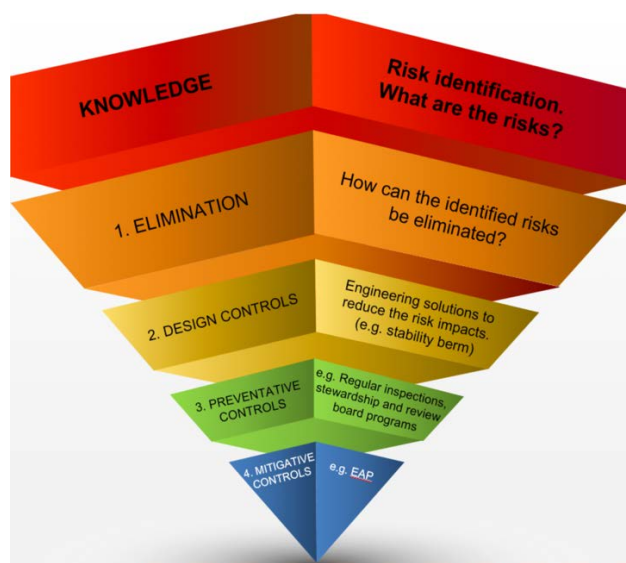 KNOWLEDGE
Risk identification.
What are the risks?
1. ELIMINATION
How can the identified risks
be eliminated?
2. DESIGN CONTROLS
Engineering solutions to
reduce the risk impacts.
(e.g. stability berm)
3. PREVENTATIVE
CONTROLS
e.g. Regular inspections,
stewardship and review
board programs
4. MITIGATIVE
CONTROLS
e.g. EAP